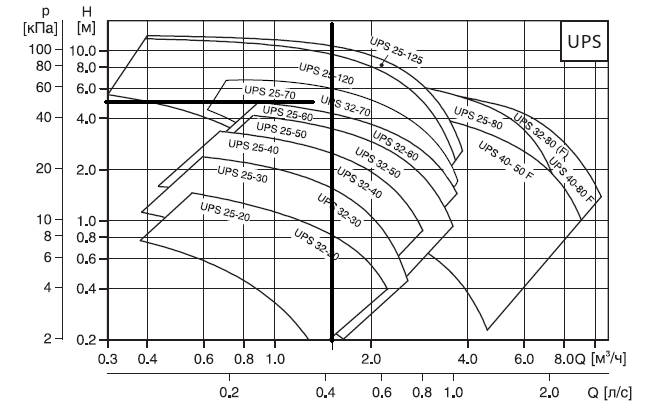 p
[кПа]
H
[м]
UPS
100
80
60
40
20
10
8
6
4
2
10.0
8.0
6.0
4.0
2.0
1.0
0.8
0.6
0.4
0.2
UPS 25-125
UPS 25-120
UPS 25-70
UPS 32-70
UPS 25-60
UPS 25-50
UPS 32-60
UPS 25-40
UPS 32-50
UPS 25-30
UPS 32-40
UPS 25-20
UPS 32-30
UPS 25-80
UPS 32-80 (F)
UPS 40-50 F
UPS 40-80 F
0.3 0.4 0.6 0.8 1.0 2.0 4.0 6.0 8.0 Q [м³/ч]
0.2 0.4 0.6 0.8 1.0 2.0 Q [л/с]